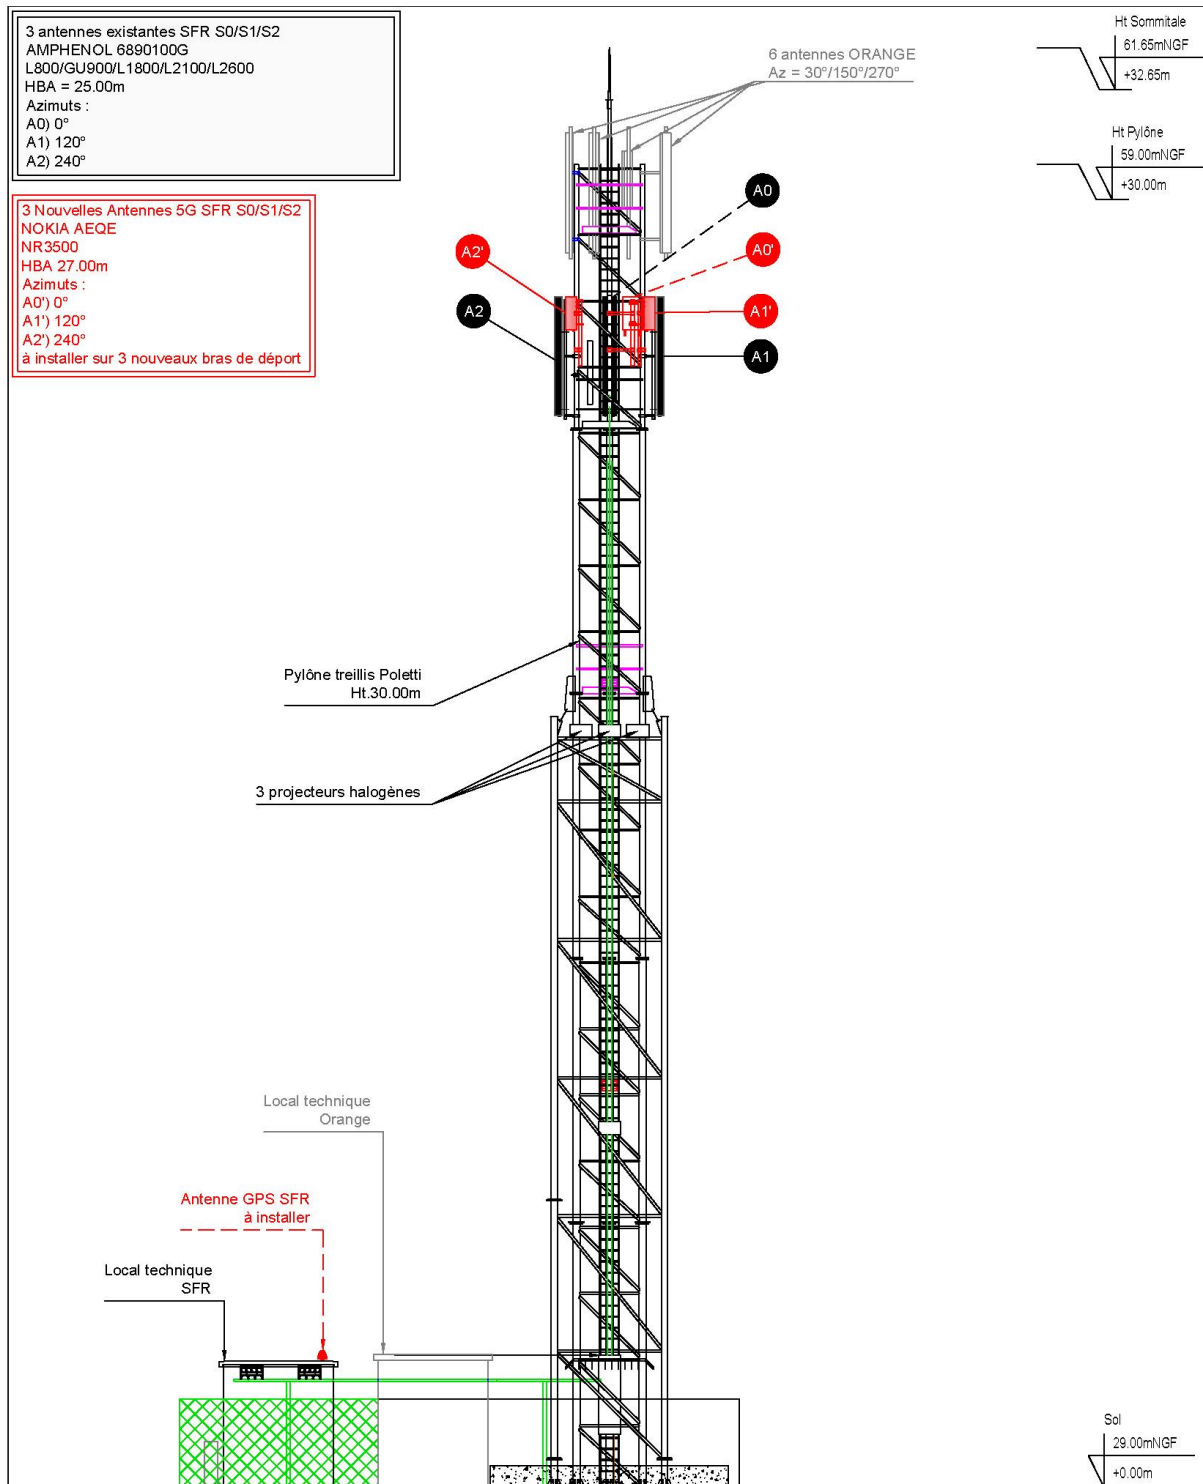 3 antennes existantes SFR S0/S1/S2
AMPHENOL 6890100G
L800/GU900/L1800/L2100/L2600
HBA = 25.00m
Azimuts :
A0) 0°
A1) 120°
A2) 240°
3 Nouvelles Antennes 5G SFR S0/S1/S2
NOKIA AEQE
NR3500
HBA 27.00m
Azimuts :
A0') 0°
A1') 120°
A2') 240°
à installer sur 3 nouveaux bras de déport
6 antennes ORANGE
Az = 30°/150°/270°
Ht Sommitale
61.65mNGF
+32.65m
Ht Pylône
59.00mNGF
+30.00m
A0
A2'
A0'
A2
A1'
A1
Pylône treillis Poletti
Ht.30.00m
3 projecteurs halogènes
Local technique
Orange
Antenne GPS SFR
à installer
Local technique
SFR
Sol
29.00mNGF
+0.00m